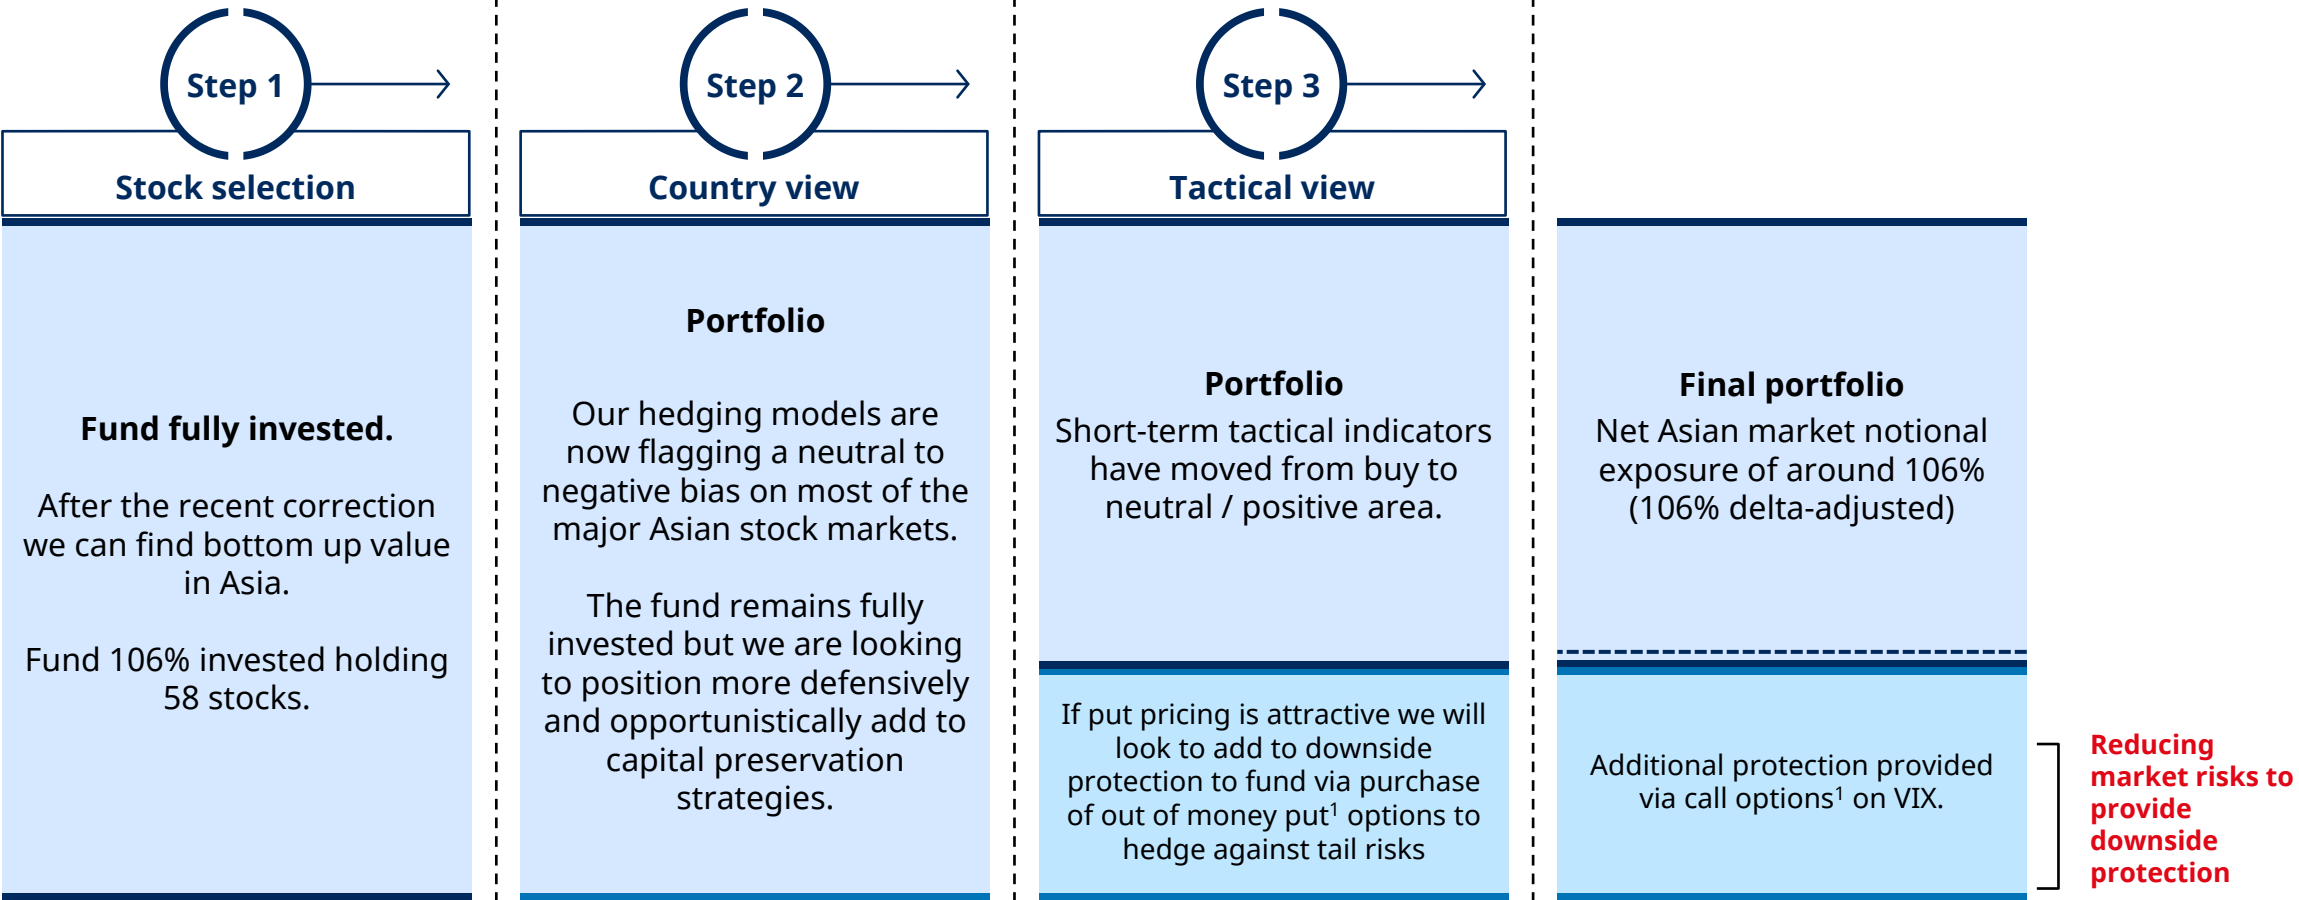 Step 1
Stock selection
Fund fully invested.
After the recent correction
we can find bottom up value
in Asia.
Fund 106% invested holding
58 stocks.
Step 2
Country view
Portfolio
Our hedging models are
now flagging a neutral to
negative bias on most of the
major Asian stock markets.
The fund remains fully
invested but we are looking
to position more defensively
and opportunistically add to
capital preservation
strategies.
Step 3
Tactical view
Portfolio
Short-term tactical indicators
have moved from buy to
neutral / positive area.
If put pricing is attractive we will
look to add to downside
protection to fund via purchase
of out of money put¹ options to
hedge against tail risks
Final portfolio
Net Asian market notional
exposure of around 106%
(106% delta-adjusted)
Additional protection provided
via call options¹ on VIX.
Reducing
market risks to
provide
downside
protection